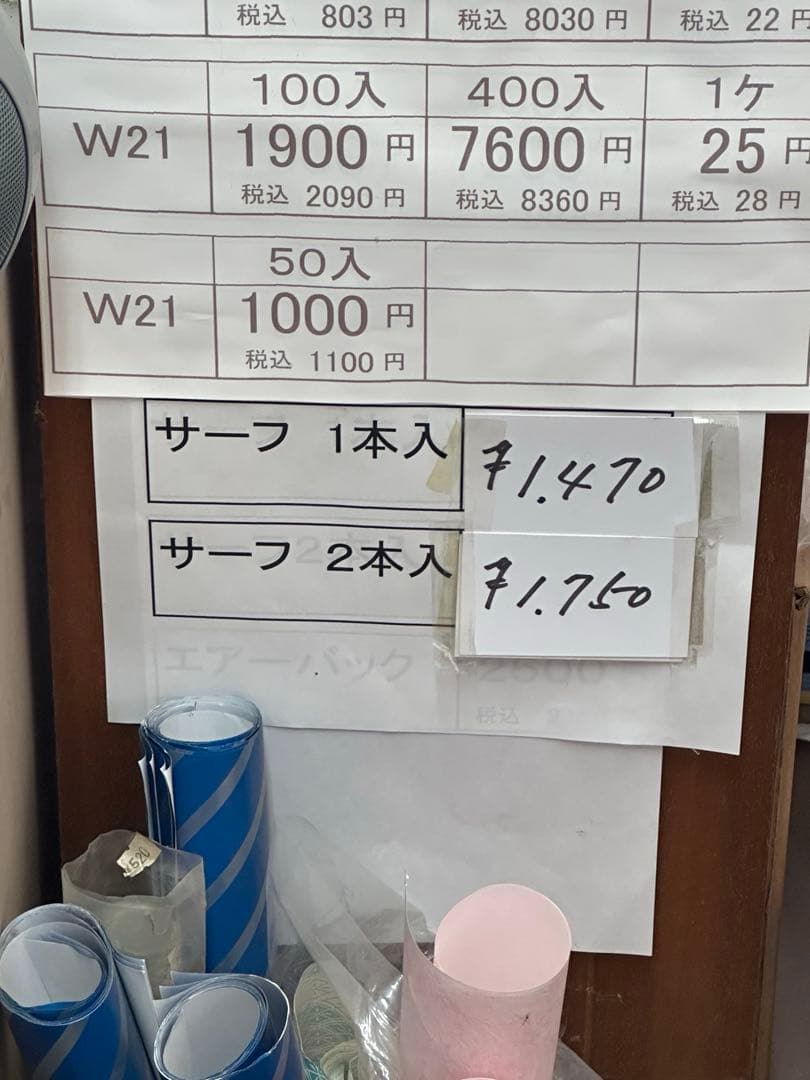 税込 803 円 税込 8030 円 税込 22 円
100入 400入 1ケ
W21 1900 円 7600 円 25 円
税込 2090 円 税込 8360 円 税込 28 円
50入
W21 1000 円
税込 1100 円
サーフ 1本入 ¥1.470
サーフ 2本入 ¥1.750
エアーパック 2500
税込
¥520